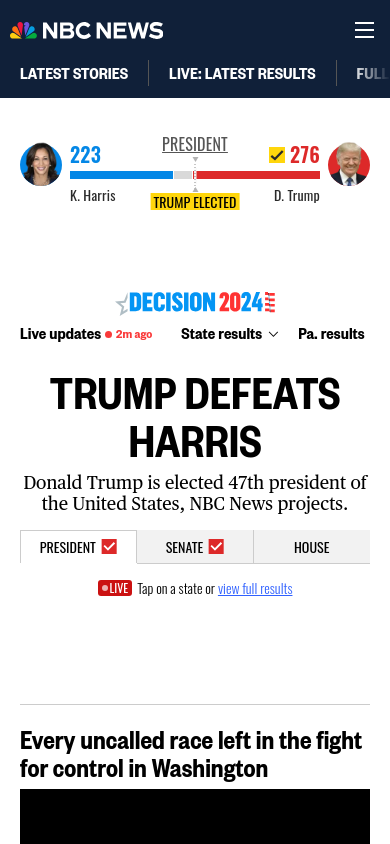 NBC NEWS
LATEST STORIES
LIVE: LATEST RESULTS
FULL
PRESIDENT
223
276
K. Harris
D. Trump
TRUMP ELECTED
DECISION 2024
Live updates 2m ago
State results
Pa. results
TRUMP DEFEATS
HARRIS
Donald Trump is elected 47th president of
the United States, NBC News projects.
PRESIDENT
SENATE
HOUSE
LIVE Tap on a state or view full results
Every uncalled race left in the fight
for control in Washington